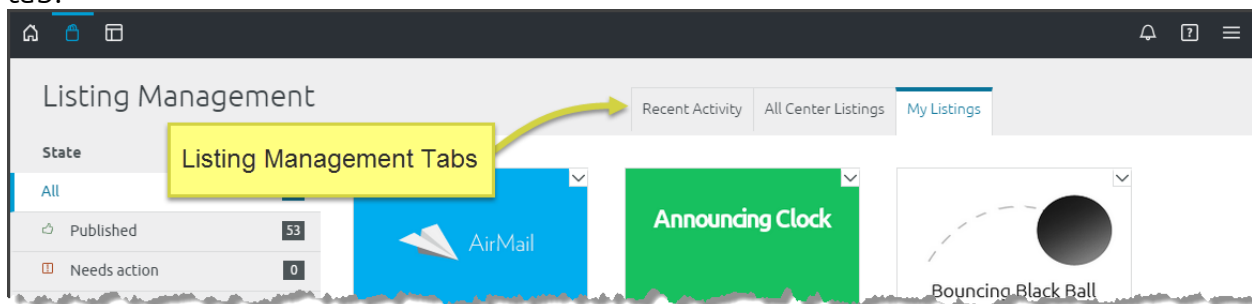 tab.
Listing Management
Recent Activity
All Center Listings
My Listings
Listing Management Tabs
State
All
Published 53
Needs action 0
AirMail
Announcing Clock
Bouncing Black Ball